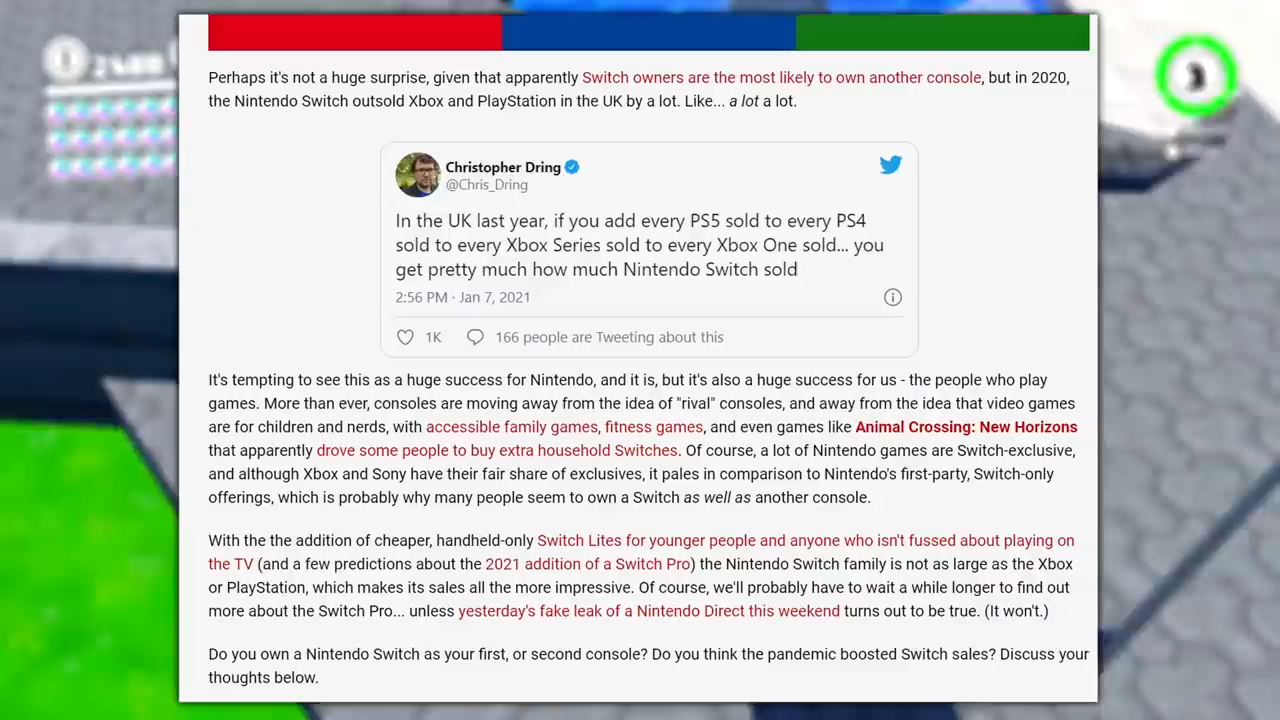 2480
3
Perhaps it's not a huge surprise, given that apparently Switch owners are the most likely to own another console, but in 2020,
the Nintendo Switch outsold Xbox and PlayStation in the UK by a lot. Like... a lot a lot.
Christopher Dring
@Chris_Dring
In the UK last year, if you add every PS5 sold to every PS4
sold to every Xbox Series sold to every Xbox One sold... you
get pretty much how much Nintendo Switch sold
2:56 PM · Jan 7, 2021
1K 166 people are Tweeting about this
It's tempting to see this as a huge success for Nintendo, and it is, but it's also a huge success for us - the people who play
games. More than ever, consoles are moving away from the idea of "rival" consoles, and away from the idea that video games
are for children and nerds, with accessible family games, fitness games, and even games like Animal Crossing: New Horizons
that apparently drove some people to buy extra household Switches. Of course, a lot of Nintendo games are Switch-exclusive,
and although Xbox and Sony have their fair share of exclusives, it pales in comparison to Nintendo's first-party, Switch-only
offerings, which is probably why many people seem to own a Switch as well as another console.
With the the addition of cheaper, handheld-only Switch Lites for younger people and anyone who isn't fussed about playing on
the TV (and a few predictions about the 2021 addition of a Switch Pro) the Nintendo Switch family is not as large as the Xbox
or PlayStation, which makes its sales all the more impressive. Of course, we'll probably have to wait a while longer to find out
more about the Switch Pro... unless yesterday's fake leak of a Nintendo Direct this weekend turns out to be true. (It won't.)
Do you own a Nintendo Switch as your first, or second console? Do you think the pandemic boosted Switch sales? Discuss your
thoughts below.